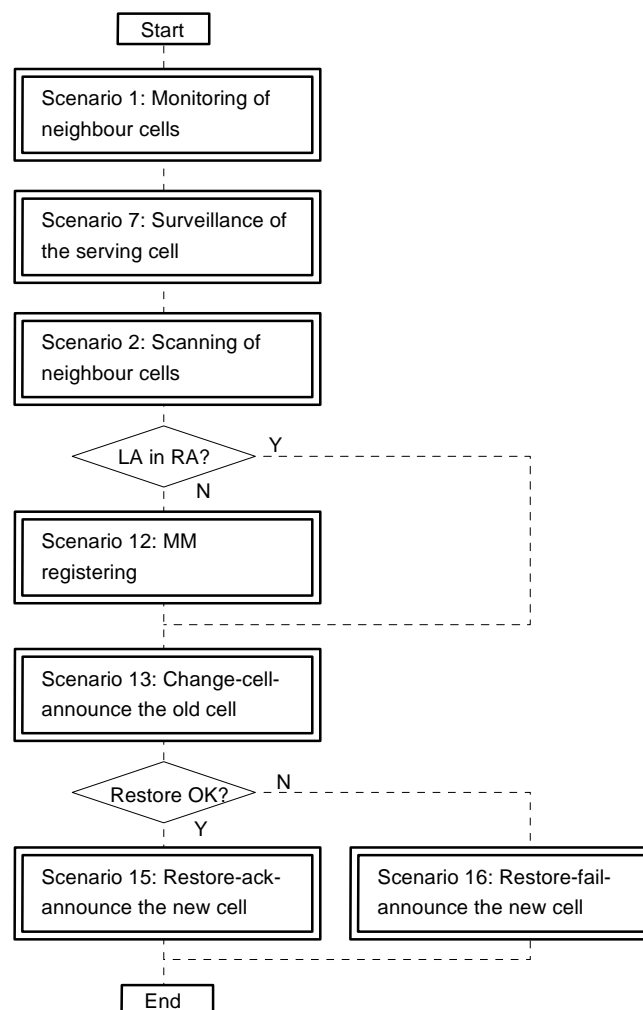 Start
Scenario 1: Monitoring of
neighbour cells
Scenario 7: Surveillance of
the serving cell
Scenario 2: Scanning of
neighbour cells
LA in RA?
Y
N
Scenario 12: MM
registering
Scenario 13: Change-cell-
announce the old cell
Restore OK?
N
Y
Scenario 15: Restore-ack-
announce the new cell
Scenario 16: Restore-fail-
announce the new cell
End